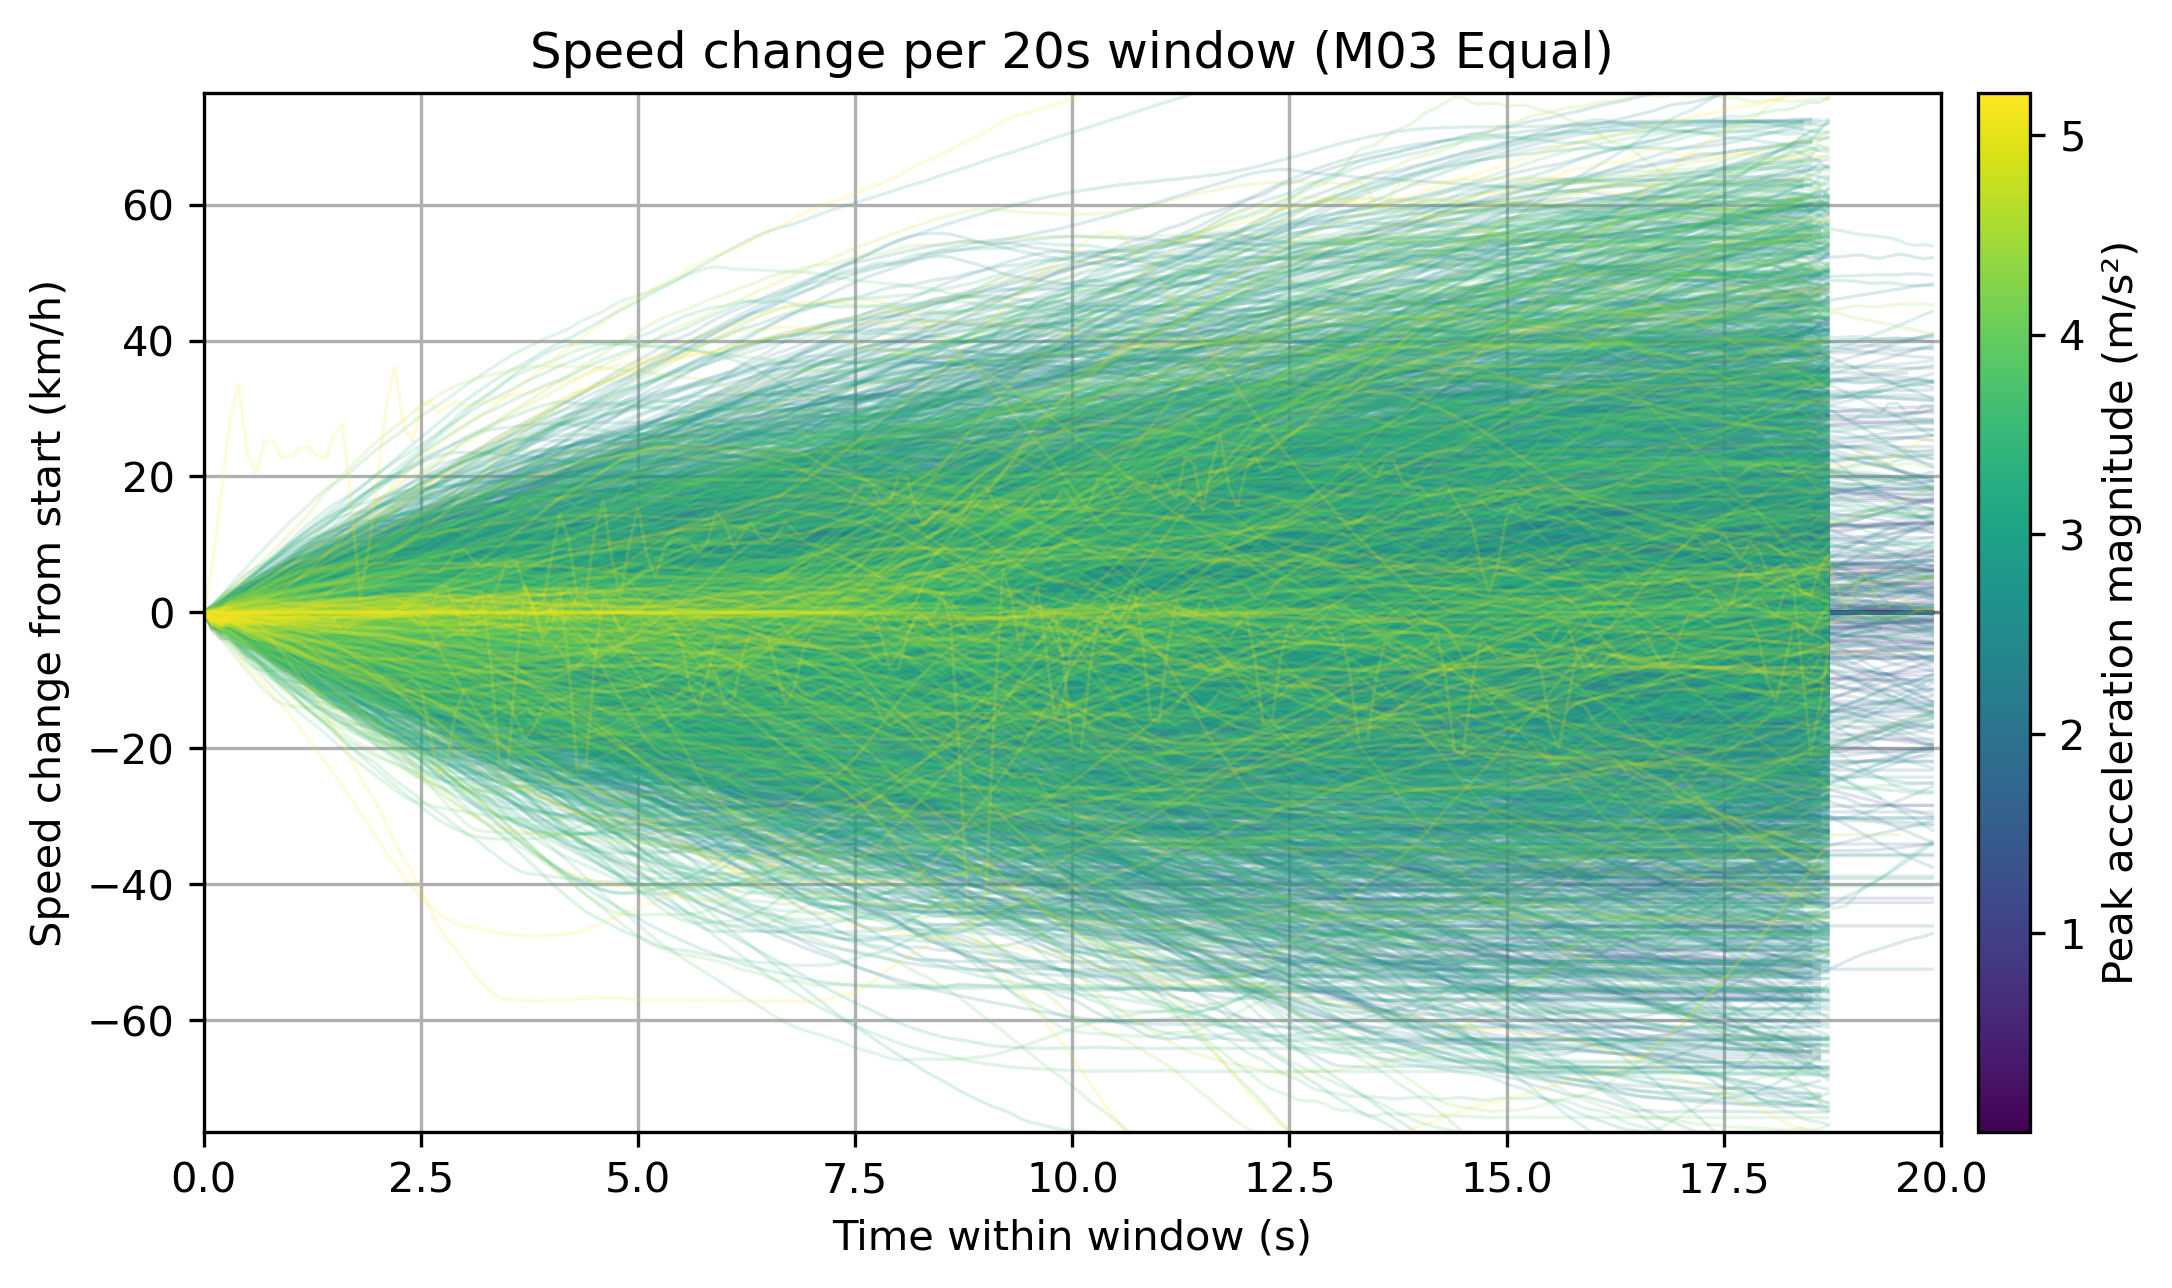 Speed change per 20s window (M03 Equal)
Speed change from start (km/h)
60
40
20
0
−20
−40
−60
0.0 2.5 5.0 7.5 10.0 12.5 15.0 17.5 20.0
Time within window (s)
5
4
3
2
1
Peak acceleration magnitude (m/s²)